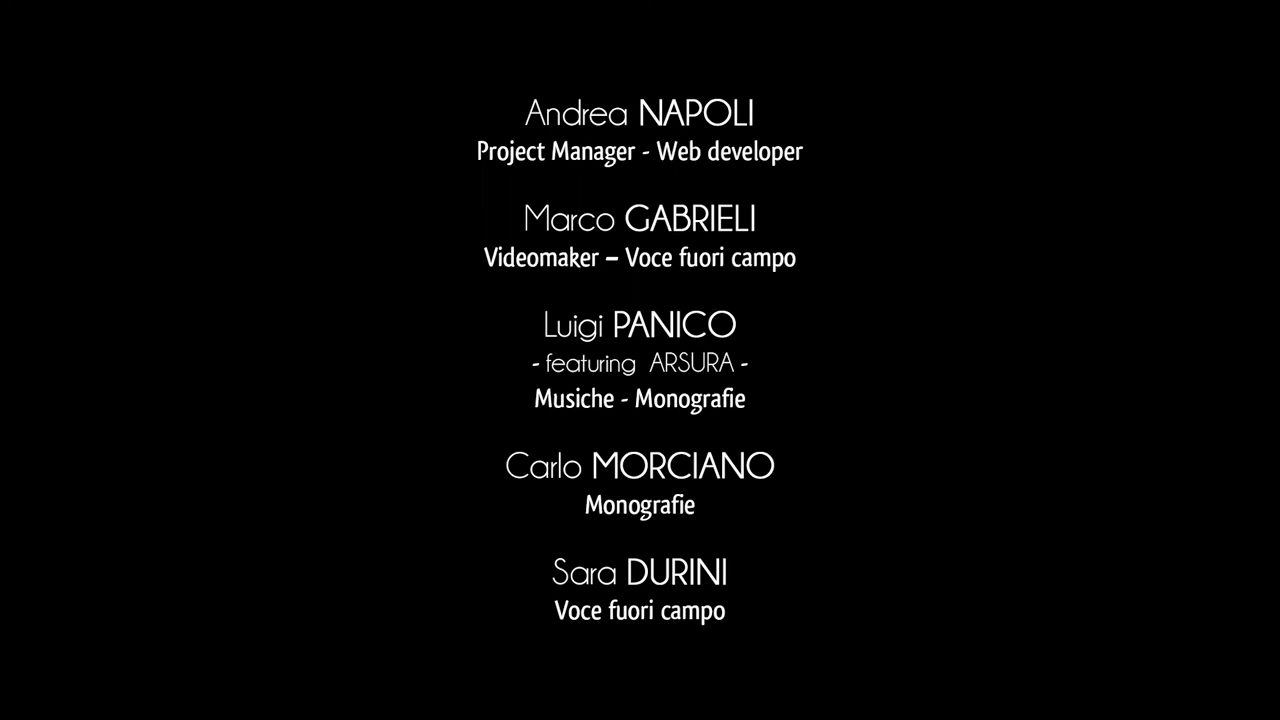 Andrea NAPOLI
Project Manager - Web developer
Marco GABRIELI
Videomaker – Voce fuori campo
Luigi PANICO
- featuring ARSURA -
Musiche - Monografie
Carlo MORCIANO
Monografie
Sara DURINI
Voce fuori campo